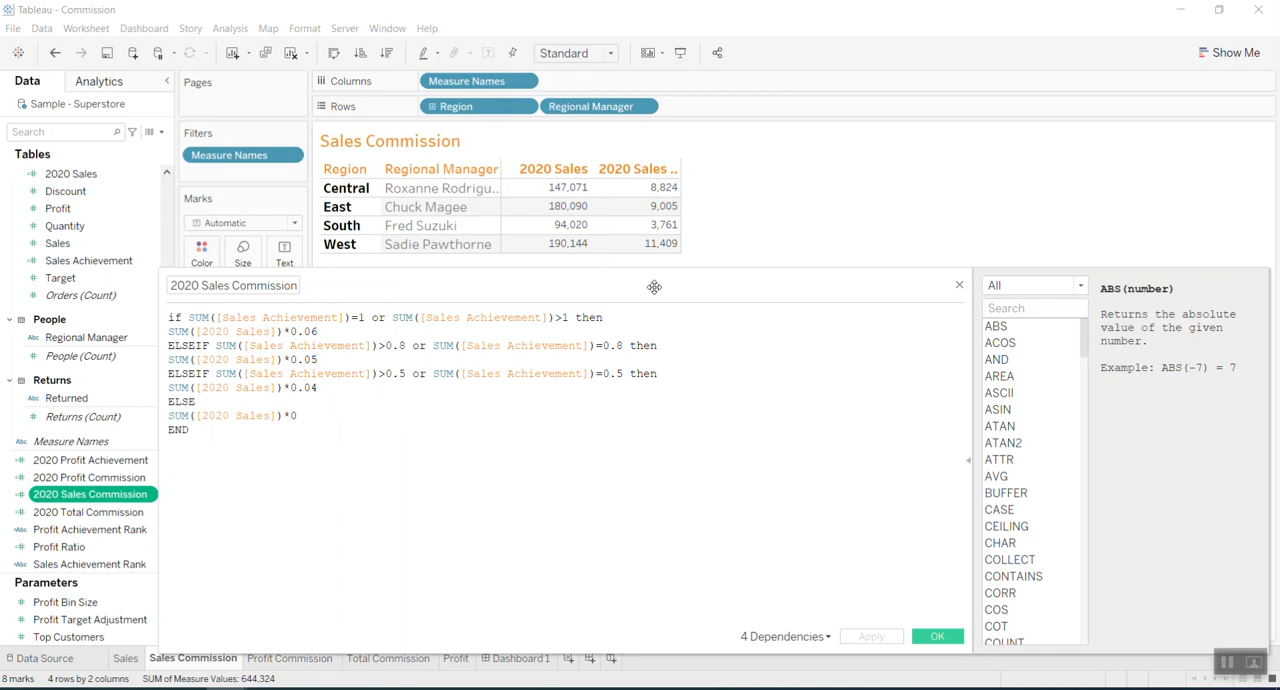 Tableau - Commission
File Data Worksheet Dashboard Story Analysis Map Format Server Window Help
Standard
Show Me
Data Analytics
Pages
Columns Measure Names
Sample - Superstore
Rows Region Regional Manager
Search
Filters
Measure Names
Tables
2020 Sales
Discount
Profit
Quantity
Sales
Sales Achievement
Target
Orders (Count)
People
Regional Manager
People (Count)
Returns
Returned
Returns (Count)
Measure Names
2020 Profit Achievement
2020 Profit Commission
2020 Sales Commission
2020 Total Commission
Profit Achievement Rank
Profit Ratio
Sales Achievement Rank
Parameters
Profit Bin Size
Profit Target Adjustment
Top Customers
Marks
Automatic
Color Size Text
Sales Commission
Region Regional Manager 2020 Sales 2020 Sales ..
Central Roxanne Rodrigu.. 147,071 8,824
East Chuck Magee 180,090 9,005
South Fred Suzuki 94,020 3,761
West Sadie Pawthorne 190,144 11,409
2020 Sales Commission
if SUM([Sales Achievement])=1 or SUM([Sales Achievement])>1 then
SUM([2020 Sales])*0.06
ELSEIF SUM([Sales Achievement])>0.8 or SUM([Sales Achievement])=0.8 then
SUM([2020 Sales])*0.05
ELSEIF SUM([Sales Achievement])>0.5 or SUM([Sales Achievement])=0.5 then
SUM([2020 Sales])*0.04
ELSE
SUM([2020 Sales])*0
END
4 Dependencies Apply OK
All
Search
ABS
ACOS
AND
AREA
ASCII
ASIN
ATAN
ATAN2
ATTR
AVG
BUFFER
CASE
CEILING
CHAR
COLLECT
CONTAINS
CORR
COS
COT
COUNT
ABS(number)
Returns the absolute
value of the given
number.
Example: ABS(-7) = 7
Data Source Sales Sales Commission Profit Commission Total Commission Profit Dashboard 1
8 marks 4 rows by 2 columns SUM of Measure Values: 644,324